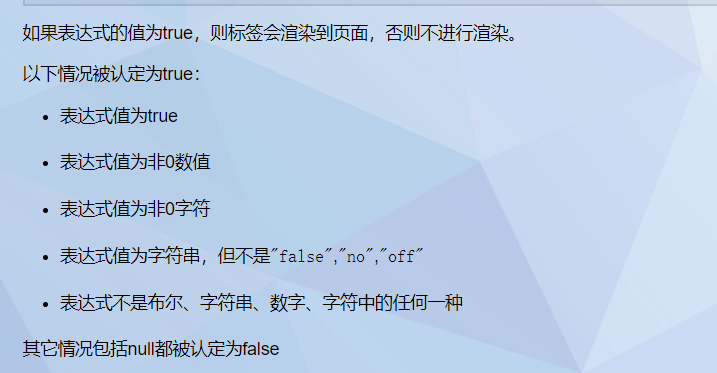 如果表达式的值为true，则标签会渲染到页面，否则不进行渲染。
以下情况被认定为true：
• 表达式值为true
• 表达式值为非0数值
• 表达式值为非0字符
• 表达式值为字符串，但不是"false","no","off"
• 表达式不是布尔、字符串、数字、字符中的任何一种
其它情况包括null都被认定为false